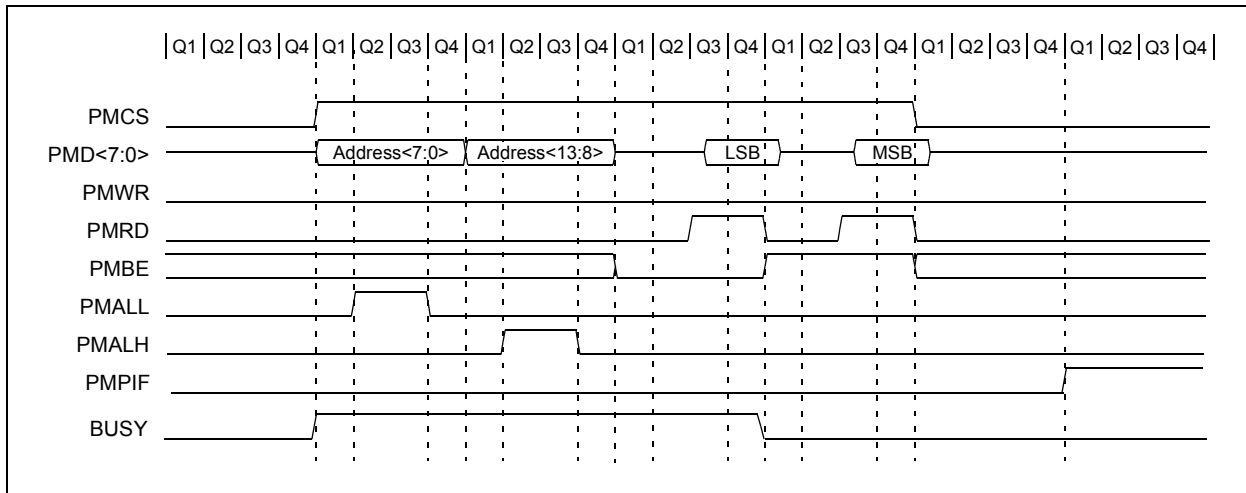 Q1 Q2 Q3 Q4 Q1 Q2 Q3 Q4 Q1 Q2 Q3 Q4 Q1 Q2 Q3 Q4 Q1 Q2 Q3 Q4 Q1 Q2 Q3 Q4 Q1 Q2 Q3 Q4
PMCS
PMD<7:0> Address<7:0> Address<13:8> LSB MSB
PMWR
PMRD
PMBE
PMALL
PMALH
PMPIF
BUSY